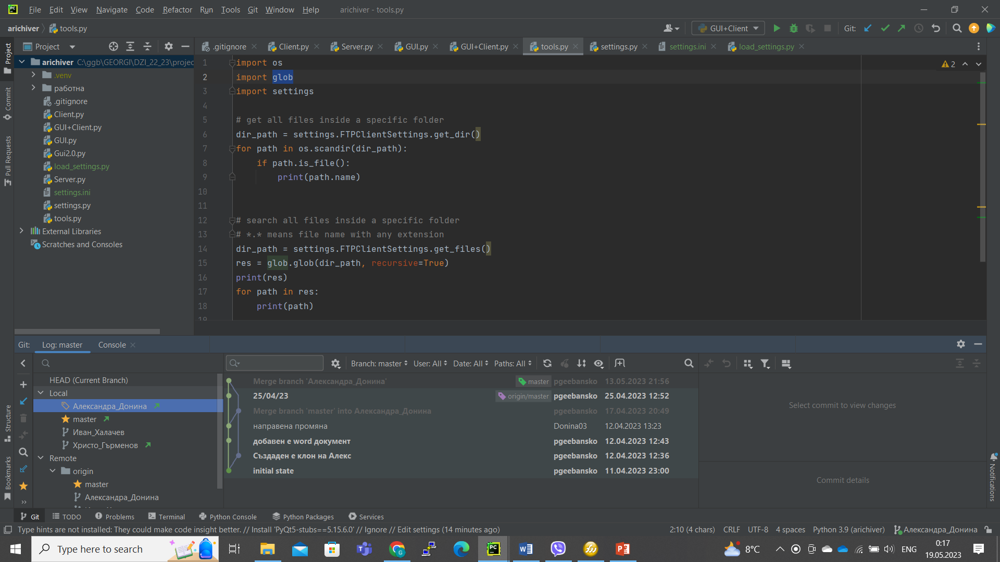 File Edit View Navigate Code Refactor Run Tools Git Window Help arichiver - tools.py
arichiver tools.py GUI+Client Git:
Project .gitignore Client.py Server.py GUI.py GUI+Client.py tools.py settings.py settings.ini load_settings.py
Project
Commit
Pull Requests
Structure
Bookmarks
arichiver C:\ggb\GEORGI\DZI_22_23\projec
.venv
работна
.gitignore
Client.py
GUI+Client.py
GUI.py
Gui2.0.py
load_settings.py
Server.py
settings.ini
settings.py
tools.py
External Libraries
Scratches and Consoles
2
1 import os
2 import glob
3 import settings
4
5 # get all files inside a specific folder
6 dir_path = settings.FTPClientSettings.get_dir()
7 for path in os.scandir(dir_path):
8 if path.is_file():
9 print(path.name)
10
11
12 # search all files inside a specific folder
13 # *.* means file name with any extension
14 dir_path = settings.FTPClientSettings.get_files()
15 res = glob.glob(dir_path, recursive=True)
16 print(res)
17 for path in res:
18 print(path)
19
Git: Log: master Console
HEAD (Current Branch)
Local
Александра_Донина
master
Иван_Халачев
Христо_Гърменов
Remote
origin
master
Александра_Донина
Branch: master User: All Date: All Paths: All
Merge branch 'Александра_Донина' master pgeebansko 13.05.2023 21:56
25/04/23 origin/master pgeebansko 25.04.2023 12:52
Merge branch 'master' into Александра_Донина pgeebansko 17.04.2023 20:49
направена промяна Donina03 12.04.2023 13:23
добавен е word документ pgeebansko 12.04.2023 12:43
Създаден е клон на Алекс pgeebansko 12.04.2023 12:36
initial state pgeebansko 11.04.2023 23:00
Select commit to view changes
Commit details
Notifications
Git TODO Problems Terminal Python Console Python Packages Services
Type hints are not installed: They could make code insight better. // Install 'PyQt5-stubs==5.15.6.0' // Ignore // Edit settings (14 minutes ago) 2:10 (4 chars) CRLF UTF-8 4 spaces Python 3.9 (arichiver) Александра_Донина
Type here to search 8°C ENG 0:17
19.05.2023